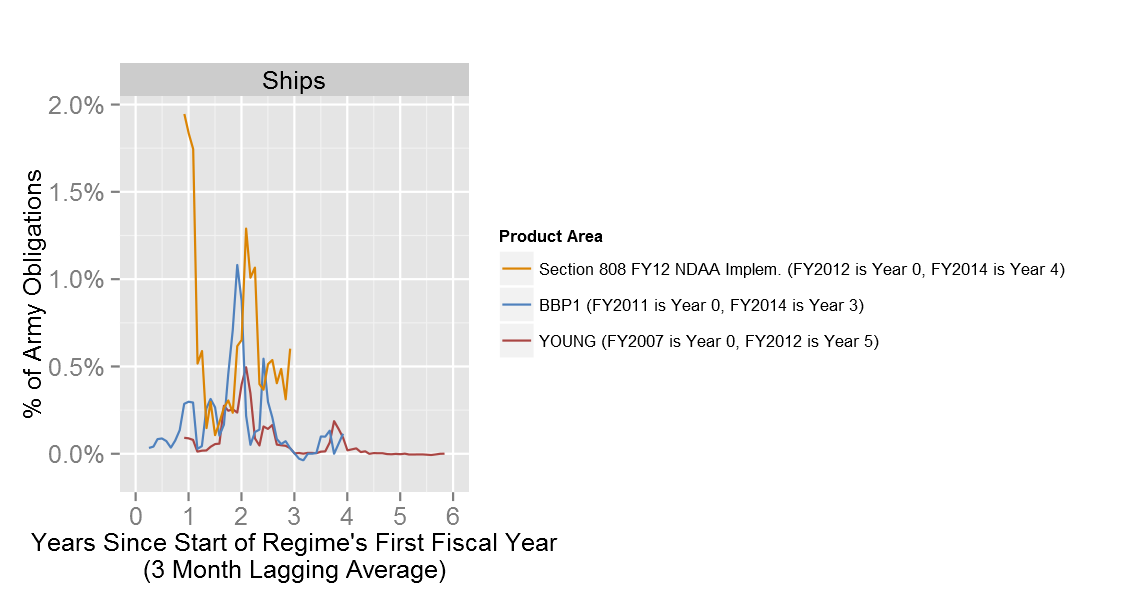 Ships
2.0%
1.5%
1.0%
0.5%
0.0%
% of Army Obligations
0 1 2 3 4 5 6
Years Since Start of Regime's First Fiscal Year
(3 Month Lagging Average)
Product Area
Section 808 FY12 NDAA Implem. (FY2012 is Year 0, FY2014 is Year 4)
BBP1 (FY2011 is Year 0, FY2014 is Year 3)
YOUNG (FY2007 is Year 0, FY2012 is Year 5)